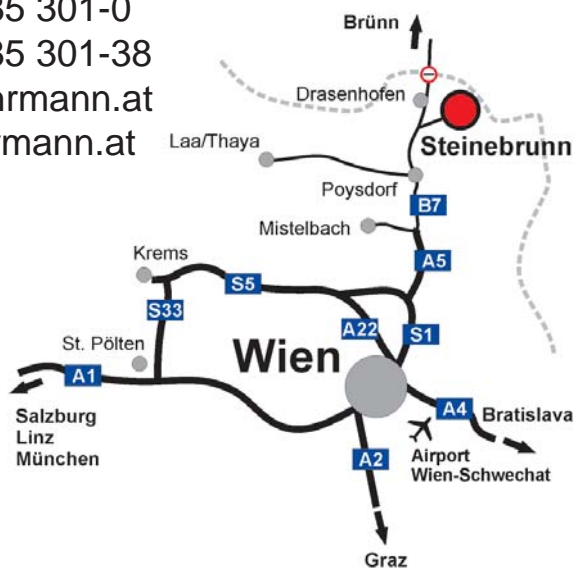 35 301-0
35 301-38
rmann.at
rmann.at
Brünn
Drasenhofen
Steinebrunn
Laa/Thaya
Poysdorf
B7
Mistelbach
A5
Krems
S5
S33
A22
S1
St. Pölten
Wien
A1
Salzburg
Linz
München
A4
Bratislava
Airport
Wien-Schwechat
A2
Graz